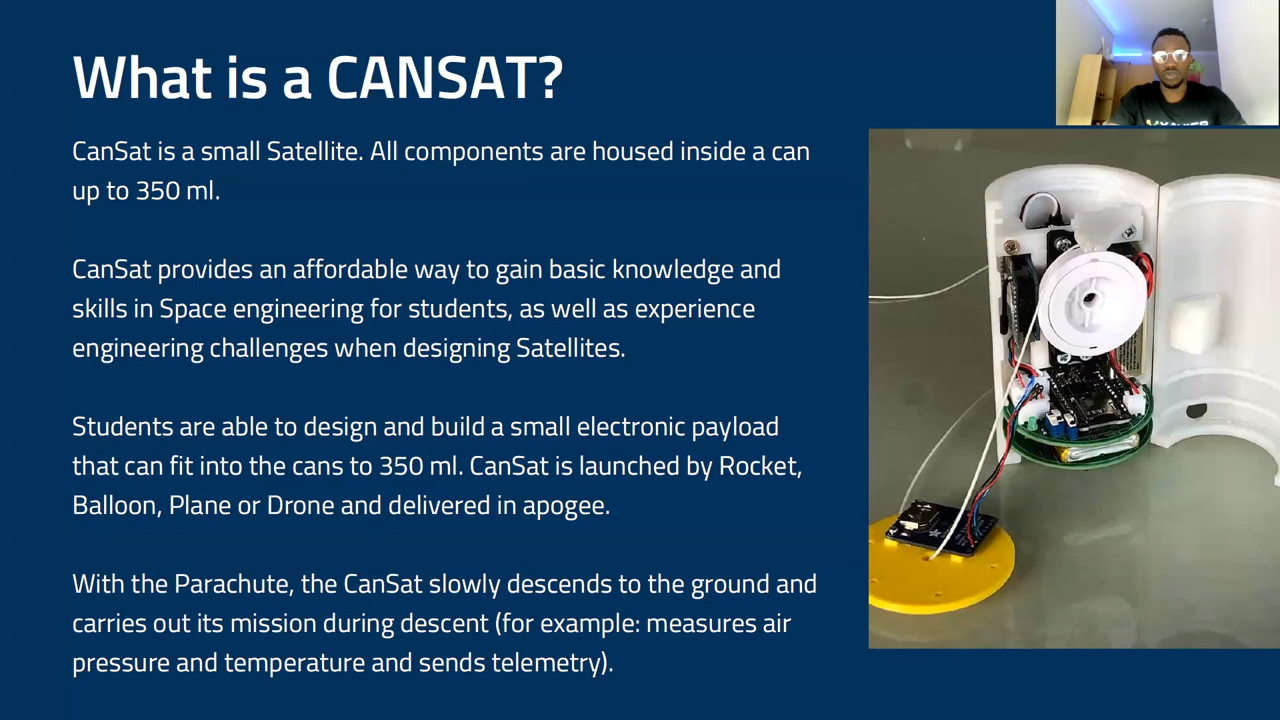 What is a CANSAT?
CanSat is a small Satellite. All components are housed inside a can
up to 350 ml.
CanSat provides an affordable way to gain basic knowledge and
skills in Space engineering for students, as well as experience
engineering challenges when designing Satellites.
Students are able to design and build a small electronic payload
that can fit into the cans to 350 ml. CanSat is launched by Rocket,
Balloon, Plane or Drone and delivered in apogee.
With the Parachute, the CanSat slowly descends to the ground and
carries out its mission during descent (for example: measures air
pressure and temperature and sends telemetry).